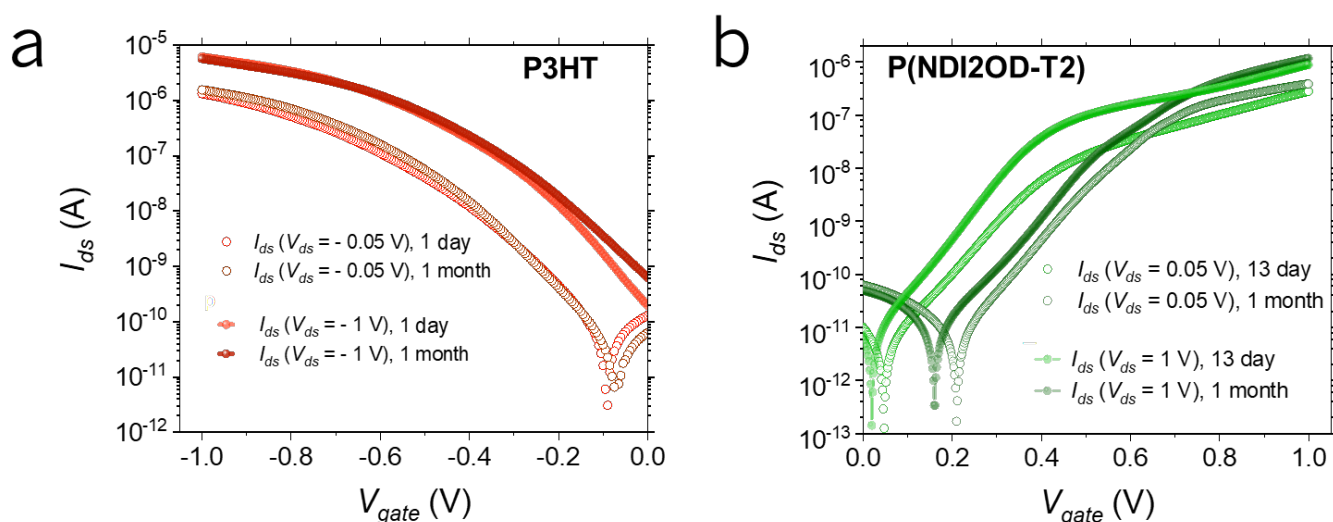 a
P3HT
10⁻⁵
10⁻⁶
10⁻⁷
10⁻⁸
10⁻⁹
10⁻¹⁰
10⁻¹¹
10⁻¹²
I_ds (A)
I_ds (V_ds = - 0.05 V), 1 day
I_ds (V_ds = - 0.05 V), 1 month
I_ds (V_ds = - 1 V), 1 day
I_ds (V_ds = - 1 V), 1 month
-1.0 -0.8 -0.6 -0.4 -0.2 0.0
V_gate (V)
b
P(NDI2OD-T2)
10⁻⁶
10⁻⁷
10⁻⁸
10⁻⁹
10⁻¹⁰
10⁻¹¹
10⁻¹²
10⁻¹³
I_ds (A)
I_ds (V_ds = 0.05 V), 13 day
I_ds (V_ds = 0.05 V), 1 month
I_ds (V_ds = 1 V), 13 day
I_ds (V_ds = 1 V), 1 month
0.0 0.2 0.4 0.6 0.8 1.0
V_gate (V)